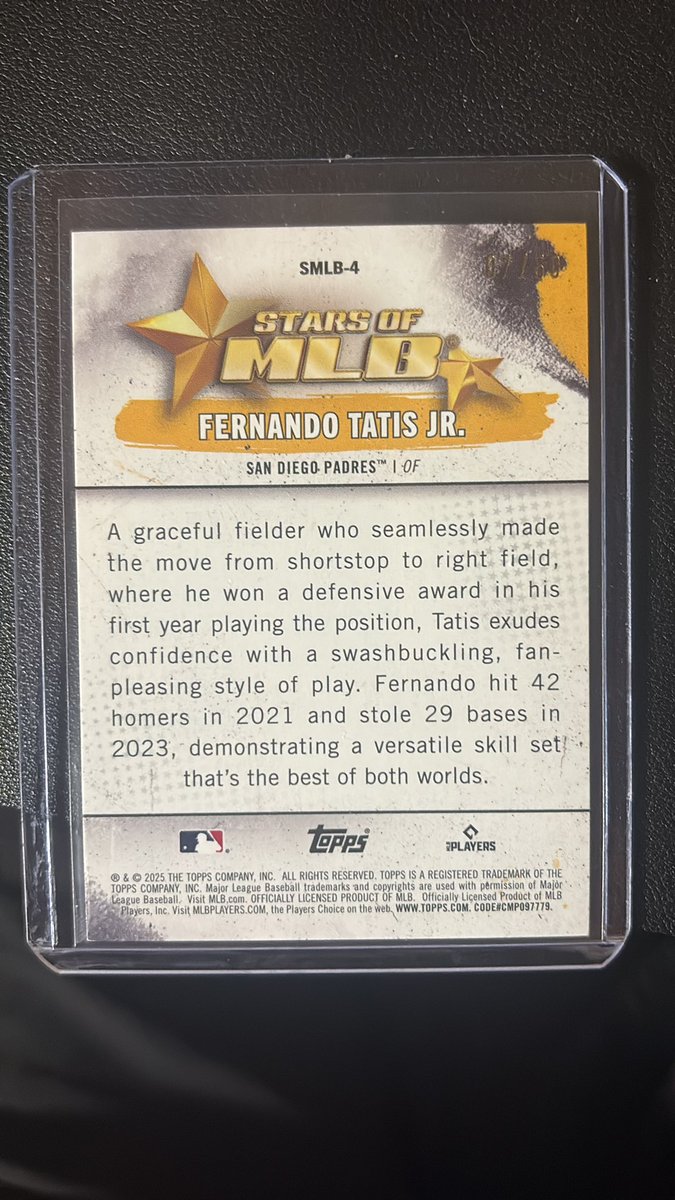 SMLB-4
STARS OF
MLB®
FERNANDO TATIS JR.
SAN DIEGO PADRES™ | OF
A graceful fielder who seamlessly made
the move from shortstop to right field,
where he won a defensive award in his
first year playing the position, Tatis exudes
confidence with a swashbuckling, fan-
pleasing style of play. Fernando hit 42
homers in 2021 and stole 29 bases in
2023, demonstrating a versatile skill set
that's the best of both worlds.
topps®
PLAYERS
® & © 2025 THE TOPPS COMPANY, INC. ALL RIGHTS RESERVED. TOPPS IS A REGISTERED TRADEMARK OF THE
TOPPS COMPANY, INC. Major League Baseball trademarks and copyrights are used with permission of Major
League Baseball. Visit MLB.com. OFFICIALLY LICENSED PRODUCT OF MLB. Officially Licensed Product of MLB
Players, Inc. Visit MLBPLAYERS.COM, the Players Choice on the web. WWW.TOPPS.COM. CODE#CMP097779.